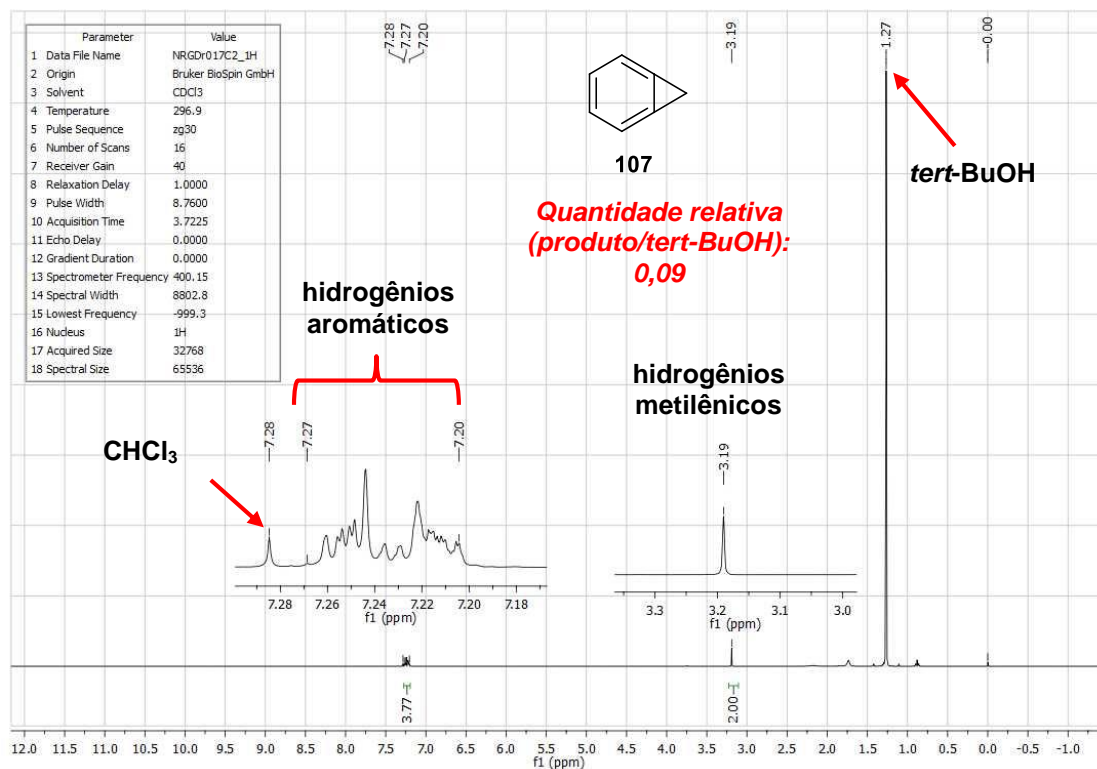 Parameter Value
1 Data File Name NRGDr017C2_1H
2 Origin Bruker BioSpin GmbH
3 Solvent CDCl3
4 Temperature 296.9
5 Pulse Sequence zg30
6 Number of Scans 16
7 Receiver Gain 40
8 Relaxation Delay 1.0000
9 Pulse Width 8.7600
10 Acquisition Time 3.7225
11 Echo Delay 0.0000
12 Gradient Duration 0.0000
13 Spectrometer Frequency 400.15
14 Spectral Width 8802.8
15 Lowest Frequency -999.3
16 Nucleus 1H
17 Acquired Size 32768
18 Spectral Size 65536
7.28
7.27
7.20
3.19
1.27
-0.00
107
tert-BuOH
Quantidade relativa
(produto/tert-BuOH):
0,09
hidrogênios
aromáticos
hidrogênios
metilênicos
CHCl₃
7.28
7.27
7.20
3.19
7.28 7.26 7.24 7.22 7.20 7.18
f1 (ppm)
3.3 3.2 3.1 3.0
f1 (ppm)
3.77
2.00
12.0 11.5 11.0 10.5 10.0 9.5 9.0 8.5 8.0 7.5 7.0 6.5 6.0 5.5 5.0 4.5 4.0 3.5 3.0 2.5 2.0 1.5 1.0 0.5 0.0 -0.5 -1.0
f1 (ppm)